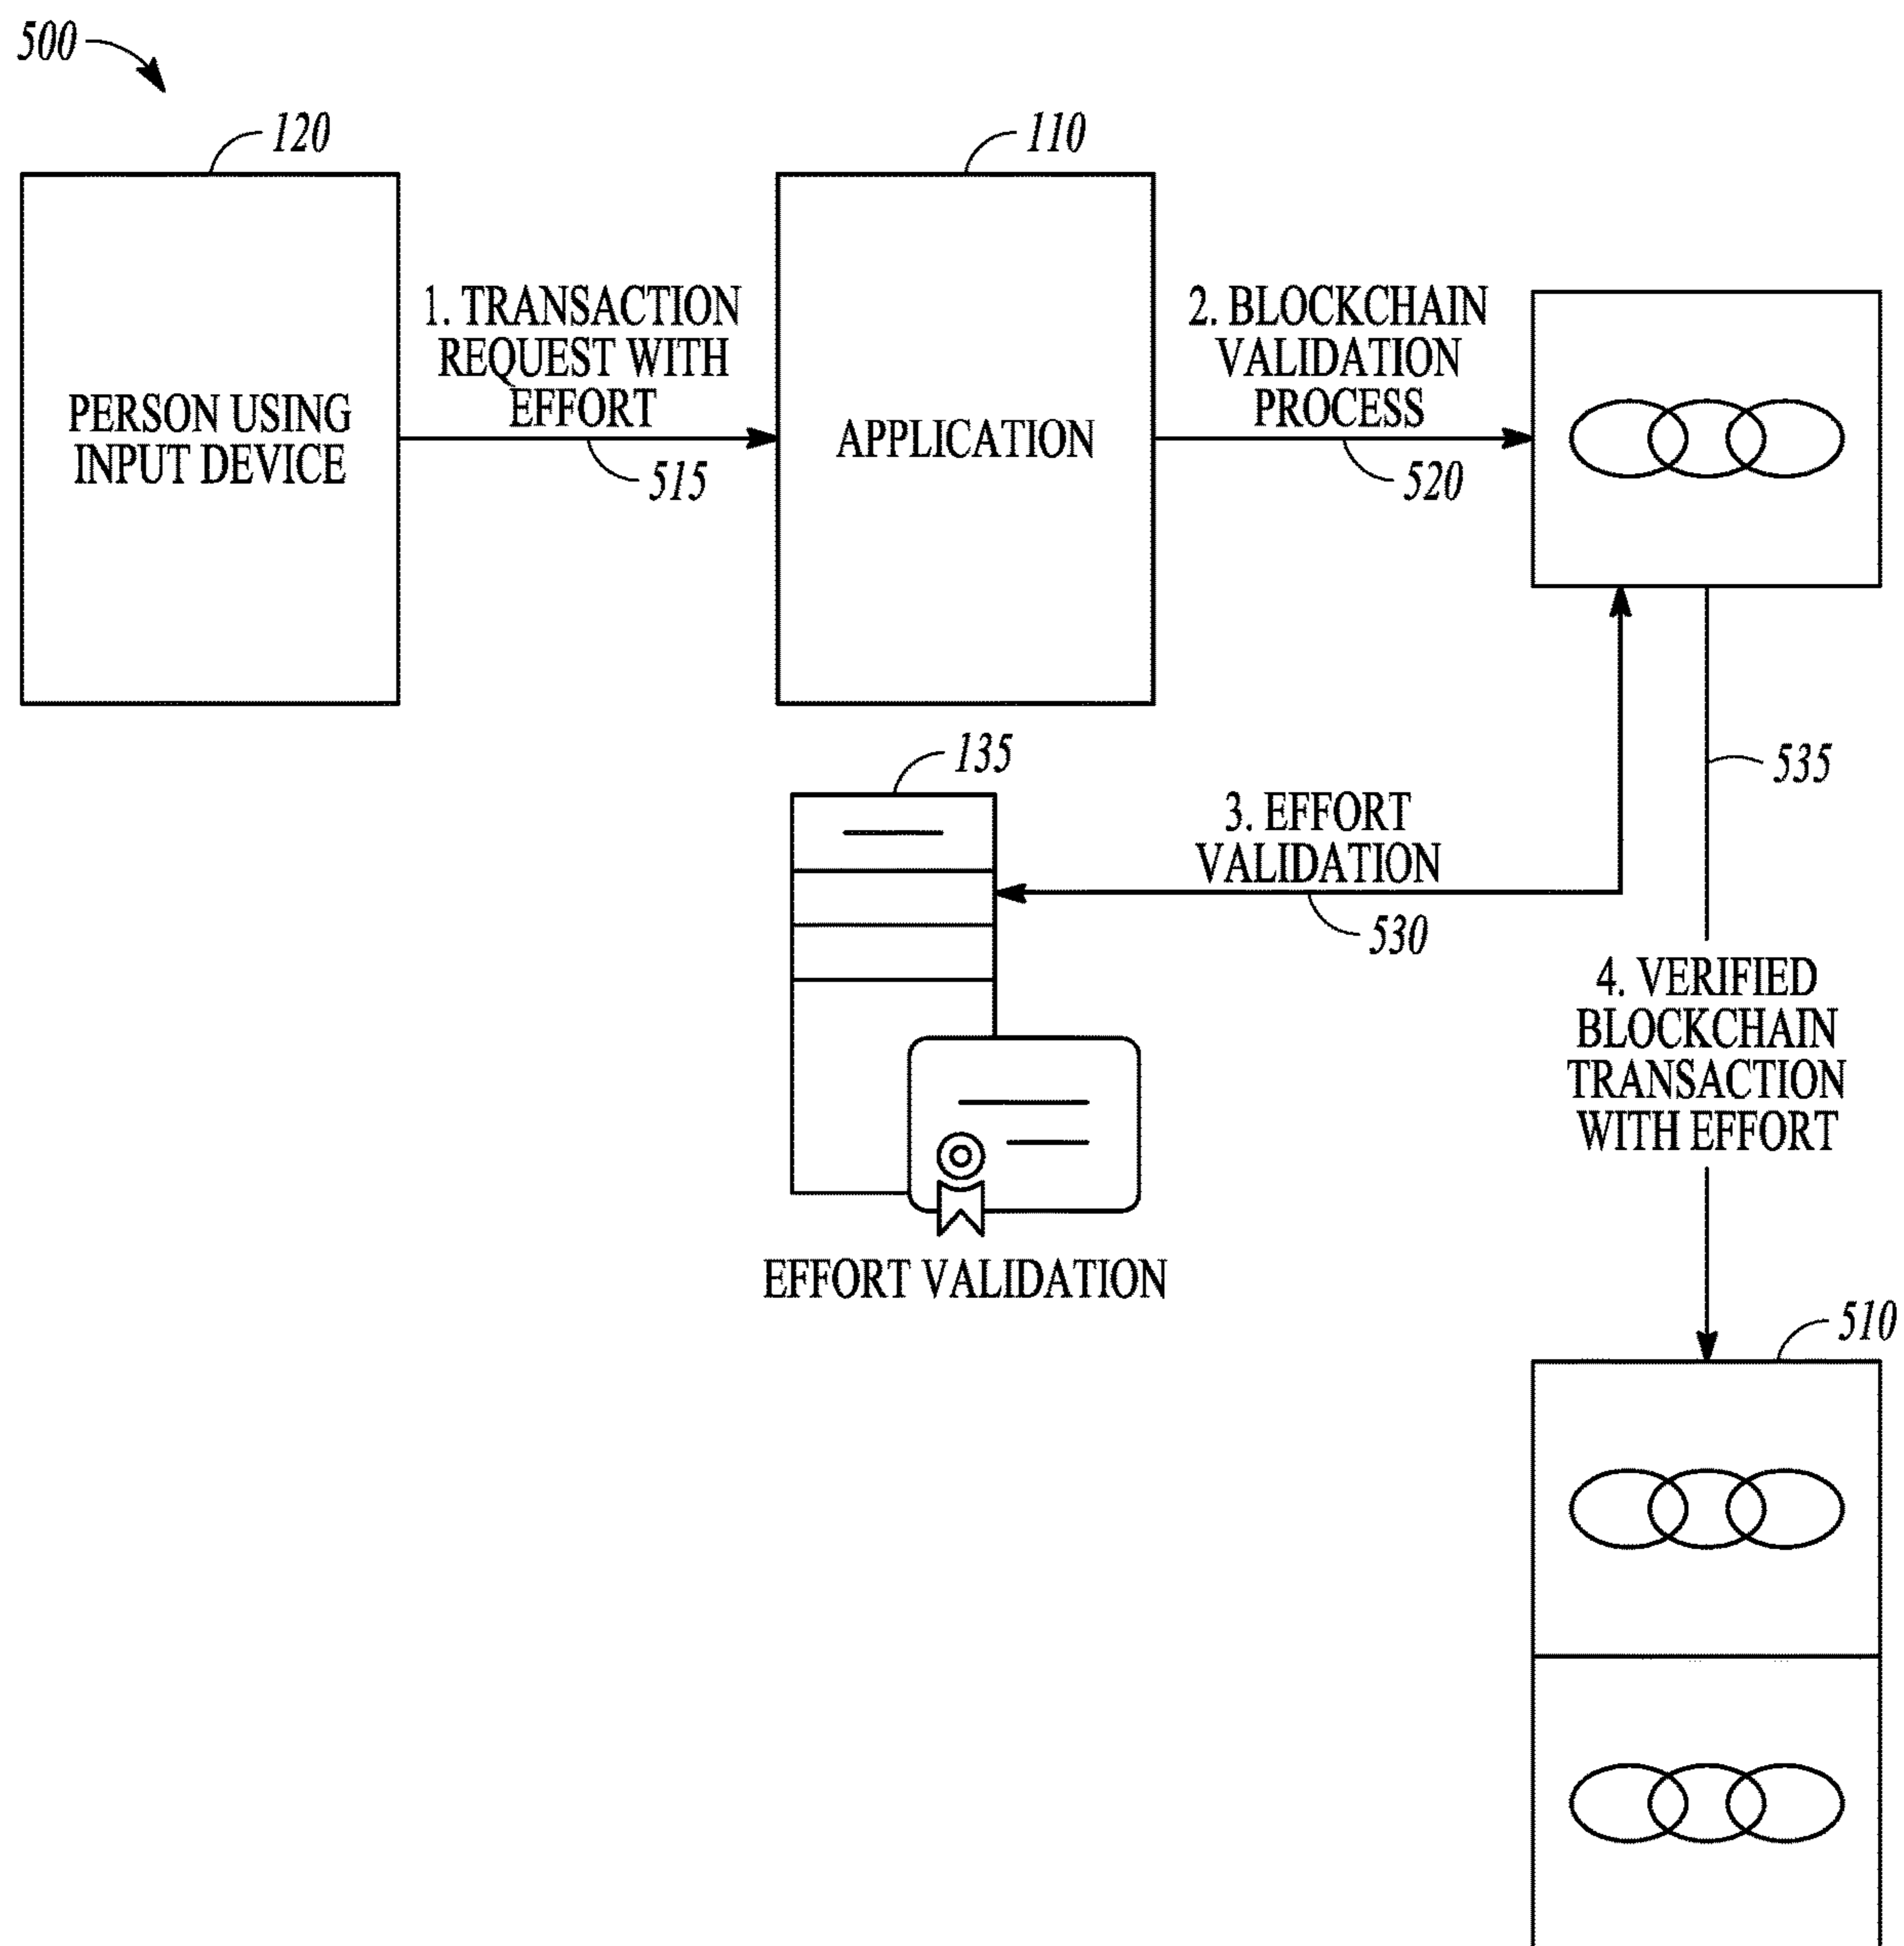 500
120
110
1. TRANSACTION
REQUEST WITH
EFFORT
2. BLOCKCHAIN
VALIDATION
PROCESS
PERSON USING
INPUT DEVICE
APPLICATION
515
520
135
535
3. EFFORT
VALIDATION
530
4. VERIFIED
BLOCKCHAIN
TRANSACTION
WITH EFFORT
EFFORT VALIDATION
510